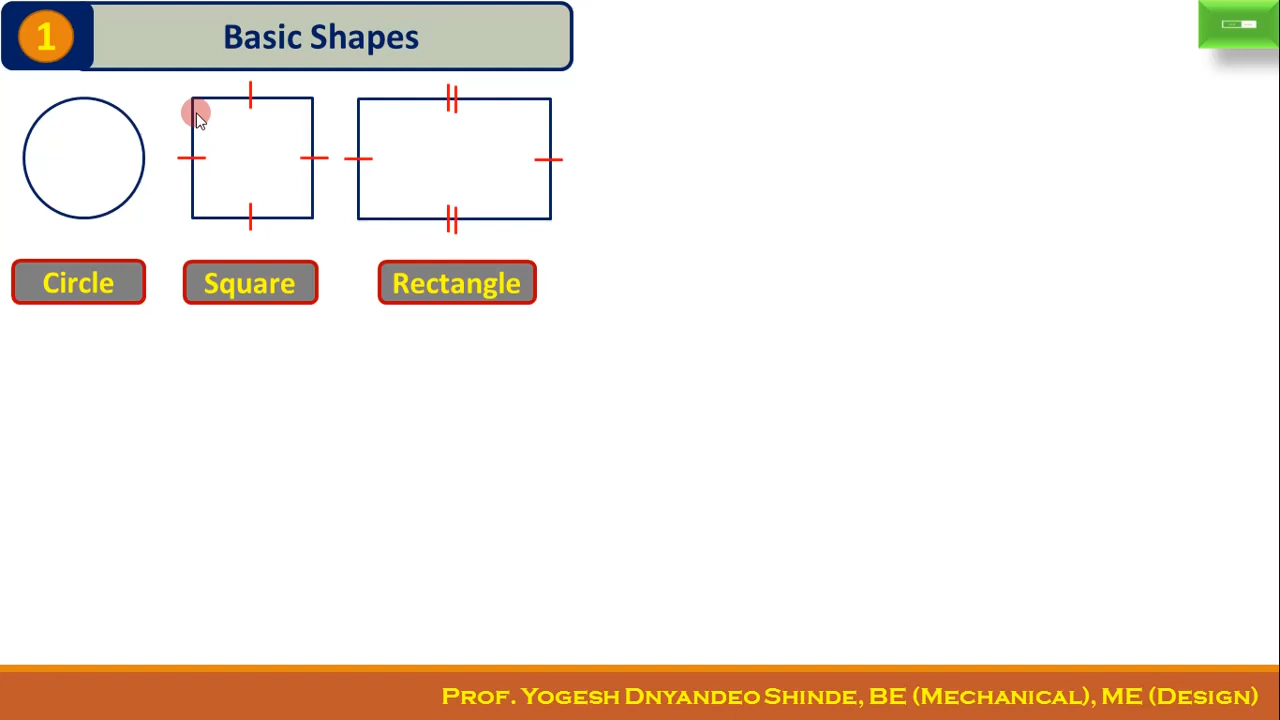 1
Basic Shapes
Circle
Square
Rectangle
Prof. Yogesh Dnyandeo Shinde, BE (Mechanical), ME (Design)